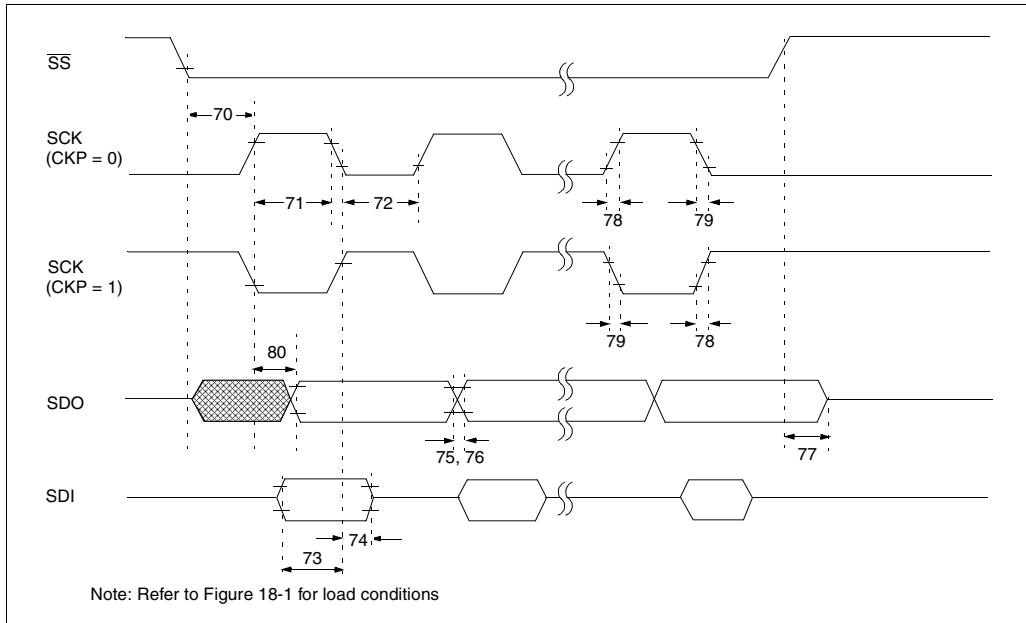 SS
70
SCK
(CKP = 0)
71
72
78
79
SCK
(CKP = 1)
79
78
80
SDO
75, 76
77
SDI
74
73
Note: Refer to Figure 18-1 for load conditions